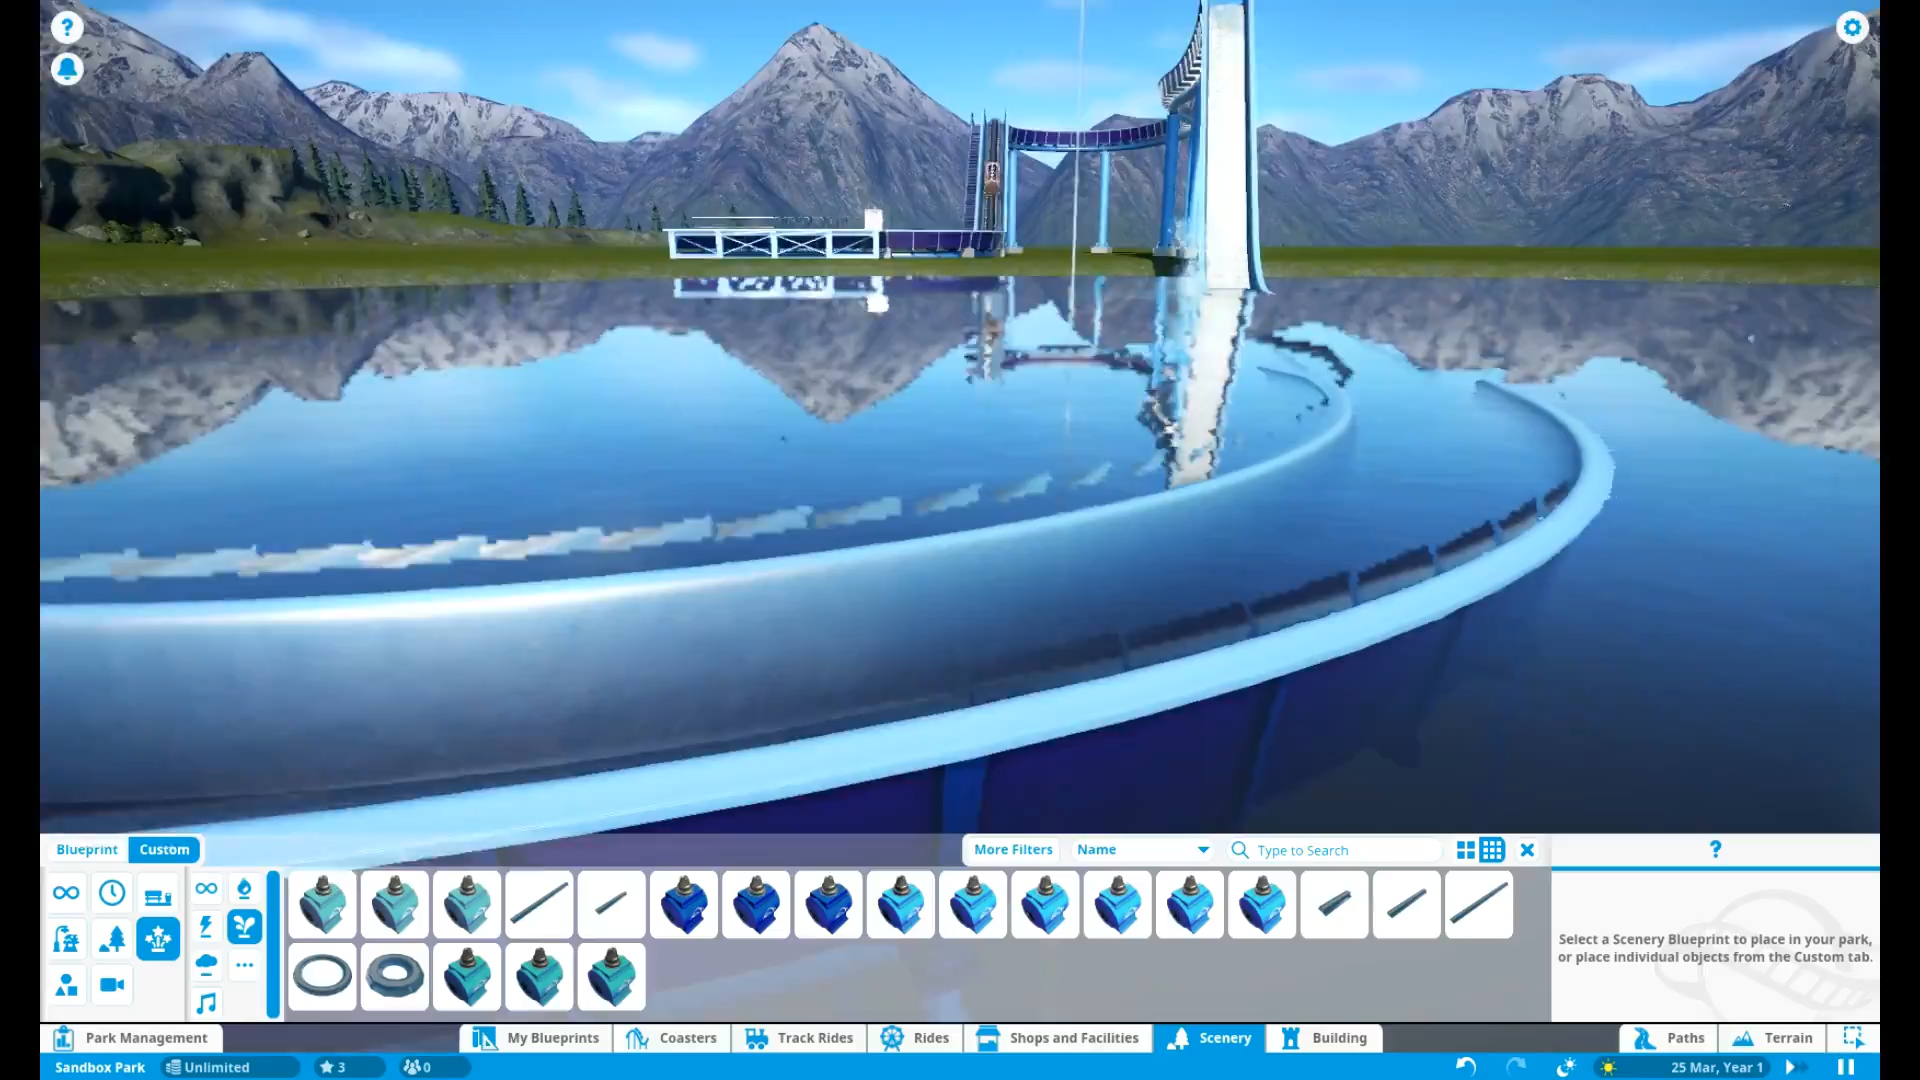 ?
Blueprint
Custom
More Filters
Name
Type to Search
?
Select a Scenery Blueprint to place in your park,
or place individual objects from the Custom tab.
Park Management
My Blueprints
Coasters
Track Rides
Rides
Shops and Facilities
Scenery
Building
Paths
Terrain
Sandbox Park
Unlimited
3
0
25 Mar, Year 1